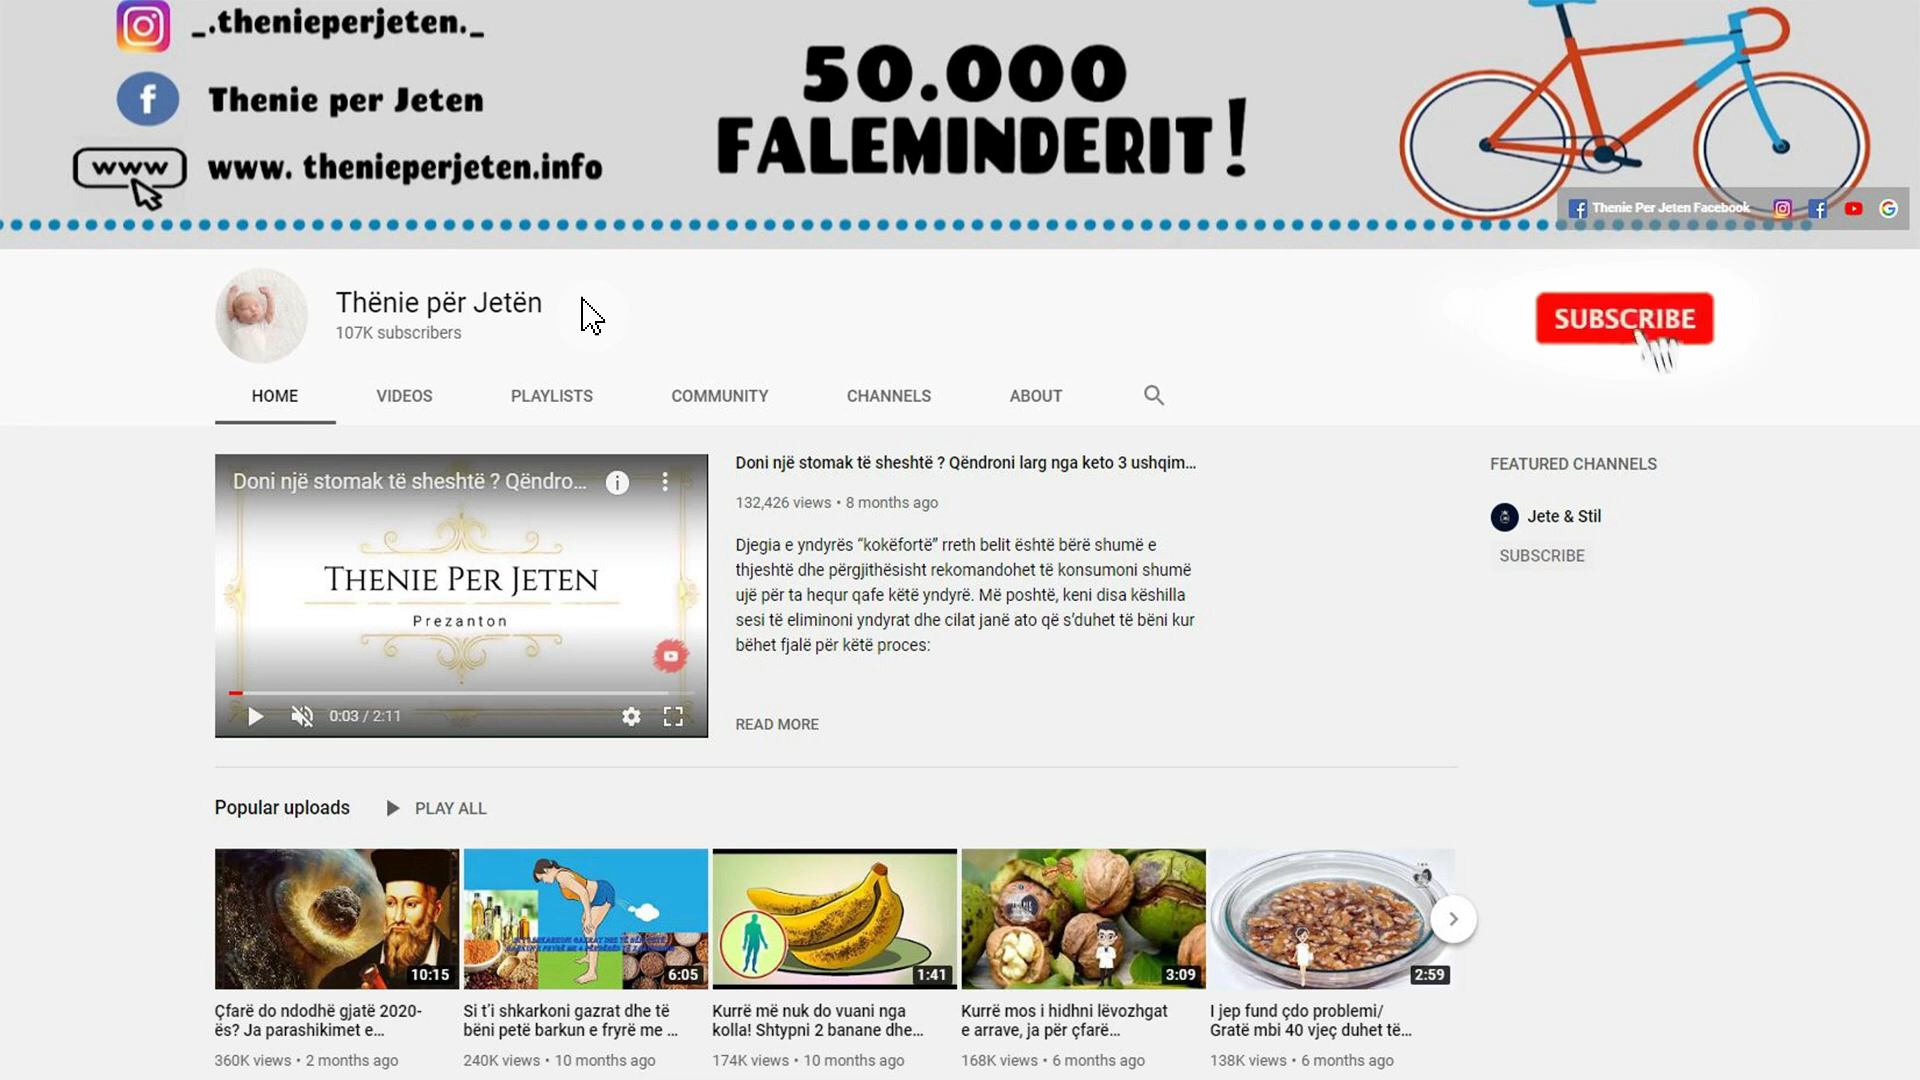 _.thenieperjeten._
Thenie per Jeten
www
www. thenieperjeten.info
50.000
FALEMINDERIT!
Thenie Per Jeten Facebook
Thënie për Jetën
107K subscribers
SUBSCRIBE
HOME VIDEOS PLAYLISTS COMMUNITY CHANNELS ABOUT
Doni një stomak të sheshtë ? Qëndro...
THENIE PER JETEN
Prezanton
0:03 / 2:11
Doni një stomak të sheshtë ? Qëndroni larg nga keto 3 ushqim...
132,426 views • 8 months ago
Djegia e yndyrës “kokëfortë” rreth belit është bërë shumë e
thjeshtë dhe përgjithësisht rekomandohet të konsumoni shumë
ujë për ta hequr qafe këtë yndyrë. Më poshtë, keni disa këshilla
sesi të eliminoni yndyrat dhe cilat janë ato që s’duhet të bëni kur
bëhet fjalë për këtë proces:
READ MORE
FEATURED CHANNELS
Jete & Stil
SUBSCRIBE
Popular uploads PLAY ALL
10:15
Çfarë do ndodhë gjatë 2020-
ës? Ja parashikimet e...
360K views • 2 months ago
6:05
Si t’i shkarkoni gazrat dhe të
bëni petë barkun e fryrë me ...
240K views • 10 months ago
1:41
Kurrë më nuk do vuani nga
kolla! Shtypni 2 banane dhe...
174K views • 10 months ago
3:09
Kurrë mos i hidhni lëvozhgat
e arrave, ja për çfarë...
168K views • 6 months ago
2:59
I jep fund çdo problemi/
Gratë mbi 40 vjeç duhet të...
138K views • 6 months ago